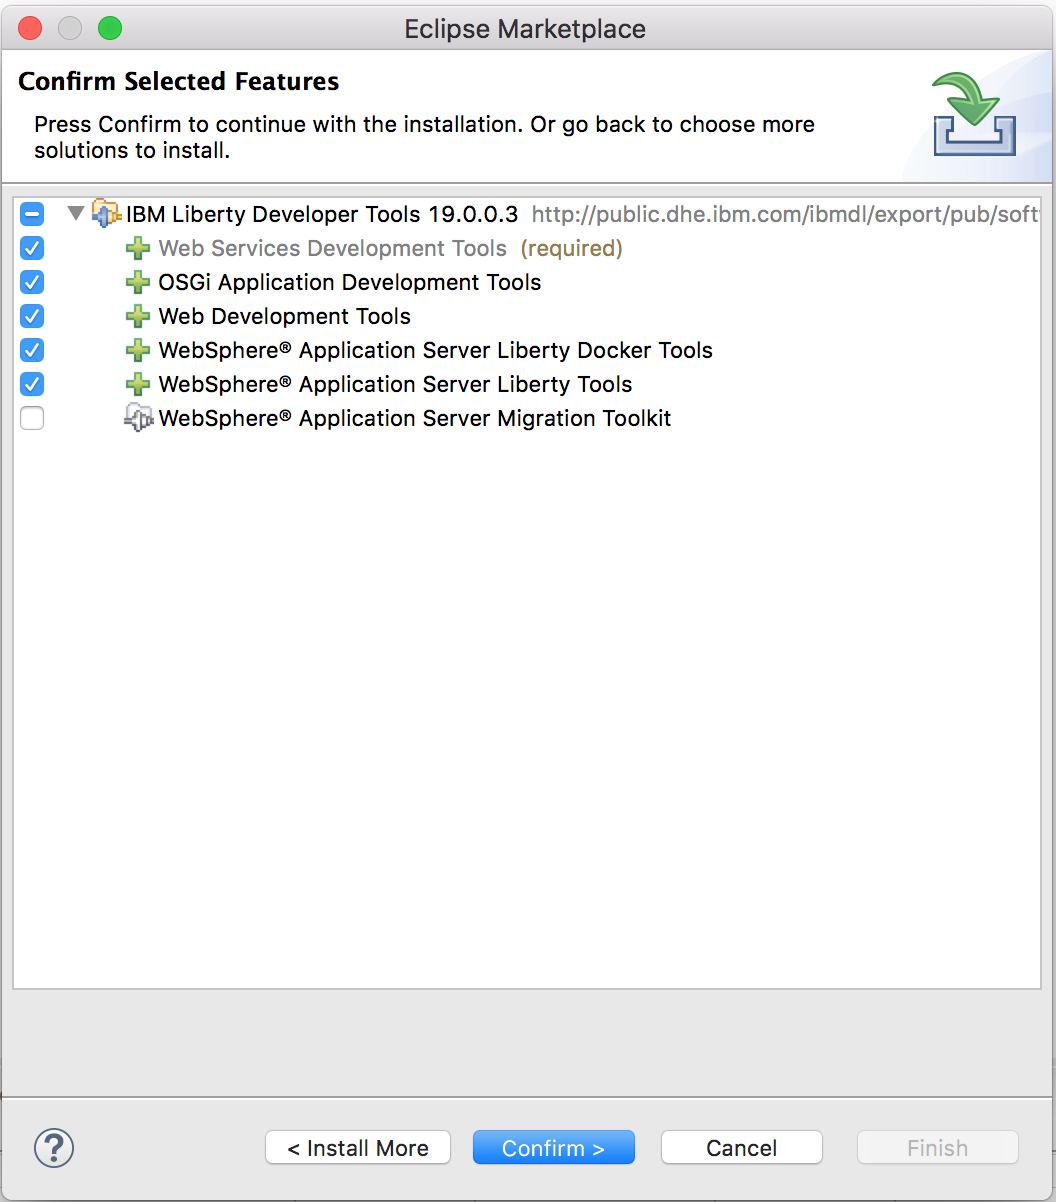 Eclipse Marketplace
Confirm Selected Features
Press Confirm to continue with the installation. Or go back to choose more
solutions to install.
IBM Liberty Developer Tools 19.0.0.3 http://public.dhe.ibm.com/ibmdl/export/pub/soft
Web Services Development Tools (required)
OSGi Application Development Tools
Web Development Tools
WebSphere® Application Server Liberty Docker Tools
WebSphere® Application Server Liberty Tools
WebSphere® Application Server Migration Toolkit
? < Install More Confirm > Cancel Finish